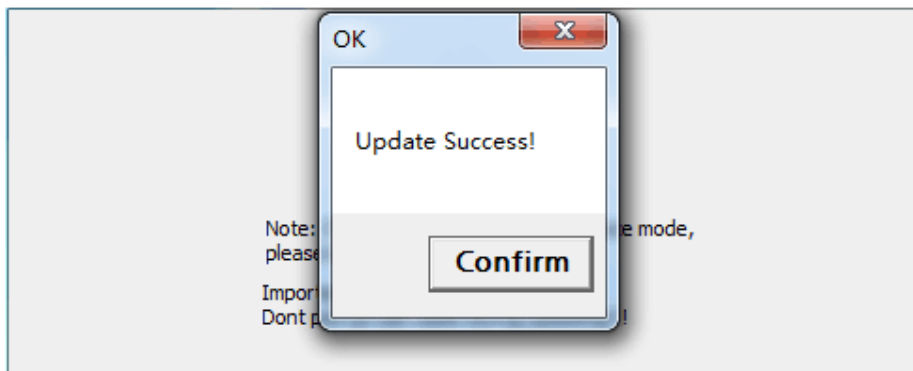 OK
Update Success!
Confirm
Note: e mode,
please
Impor
Dont p !